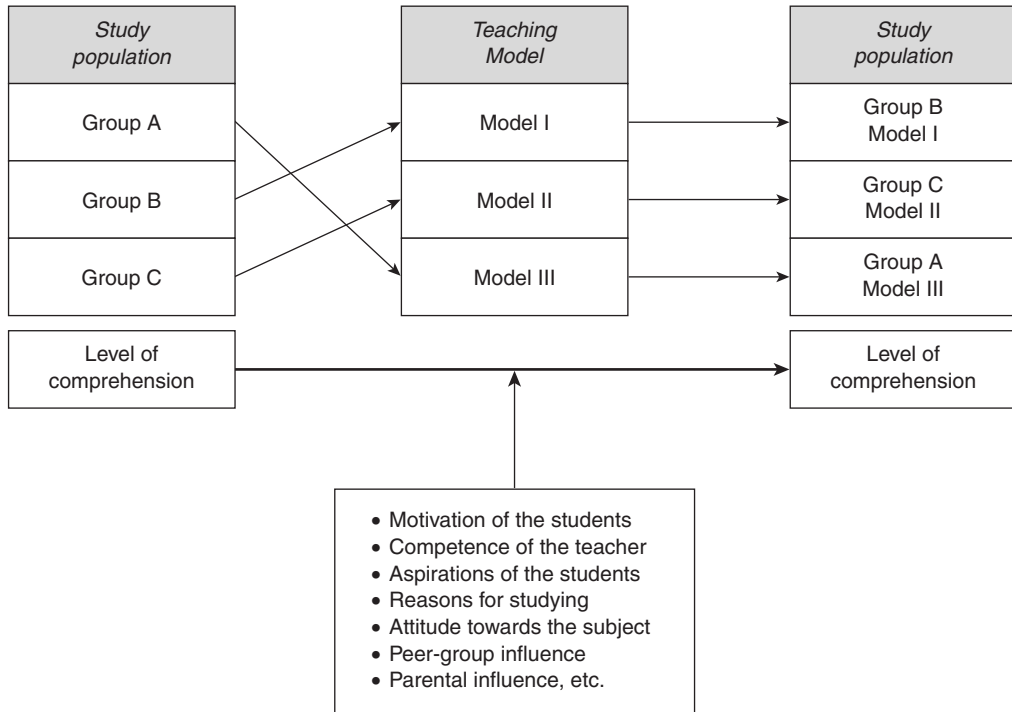 Study
population
Teaching
Model
Study
population
Group A
Model I
Group B
Model I
Group B
Model II
Group C
Model II
Group C
Model III
Group A
Model III
Level of
comprehension
Level of
comprehension
• Motivation of the students
• Competence of the teacher
• Aspirations of the students
• Reasons for studying
• Attitude towards the subject
• Peer-group influence
• Parental influence, etc.